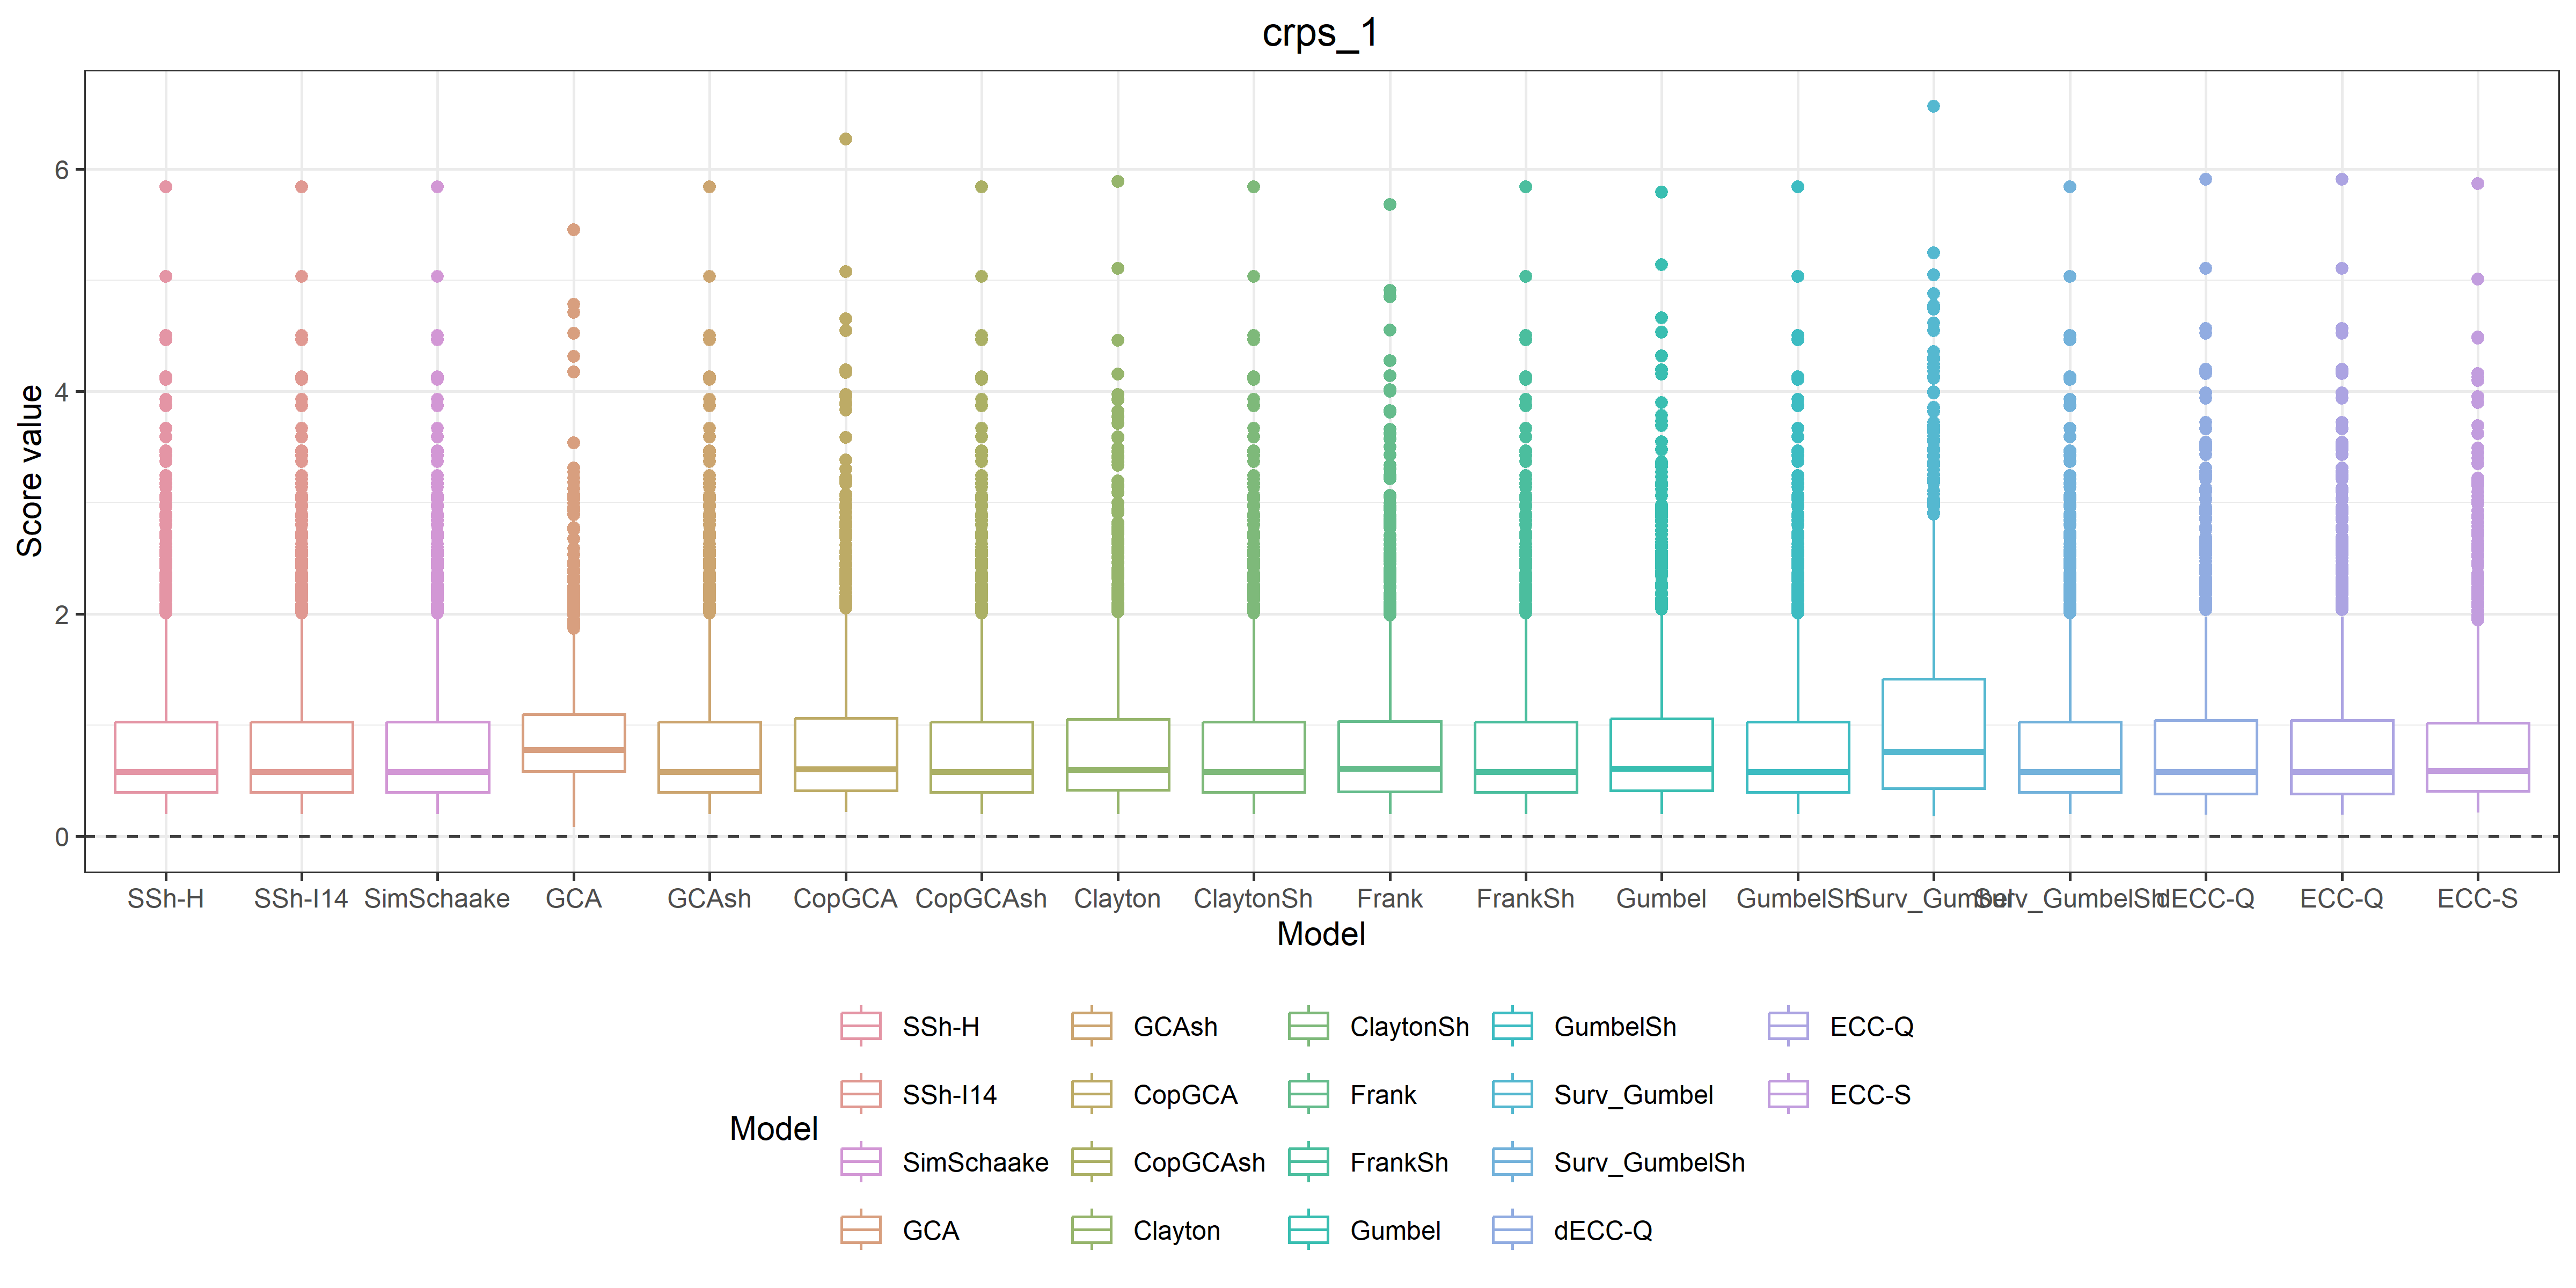 crps_1
Score value
6
4
2
0
SSh-H SSh-I14 SimSchaake GCA GCAsh CopGCA CopGCAsh Clayton ClaytonSh Frank FrankSh Gumbel GumbelSh Surv_Gumbel Surv_GumbelSh dECC-Q ECC-Q ECC-S
Model
Model
SSh-H GCAsh ClaytonSh GumbelSh ECC-Q
SSh-I14 CopGCA Frank Surv_Gumbel ECC-S
SimSchaake CopGCAsh FrankSh Surv_GumbelSh
GCA Clayton Gumbel dECC-Q